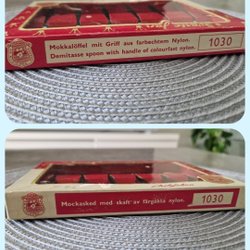 Mokkalöffel mit Griff aus farbechtem Nylon.
Demitasse spoon with handle of colourfast nylon.
1030
Mockasked med skaft av färgäkta nylon.
1030